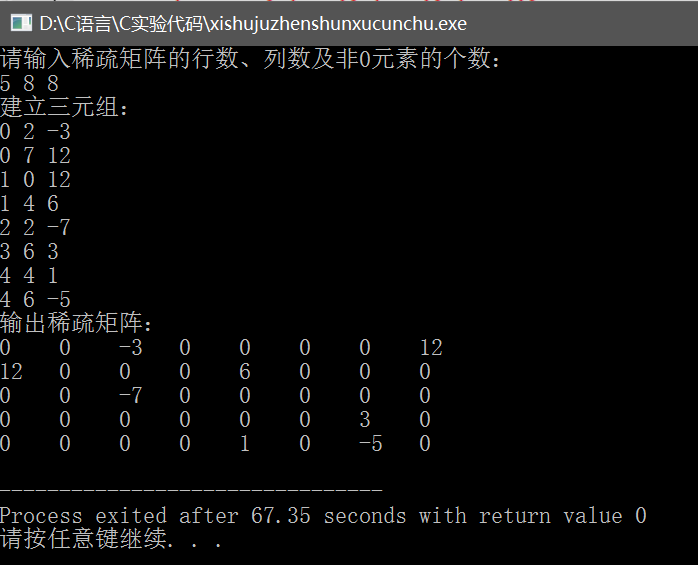 D:\C语言\C实验代码\xishujuzhenshunxucunchu.exe
请输入稀疏矩阵的行数、列数及非0元素的个数：
5 8 8
建立三元组：
0 2 -3
0 7 12
1 0 12
1 4 6
2 2 -7
3 6 3
4 4 1
4 6 -5
输出稀疏矩阵：
0 0 -3 0 0 0 0 12
12 0 0 0 6 0 0 0
0 0 -7 0 0 0 0 0
0 0 0 0 0 0 3 0
0 0 0 0 1 0 -5 0
--------------------------------
Process exited after 67.35 seconds with return value 0
请按任意键继续. . .